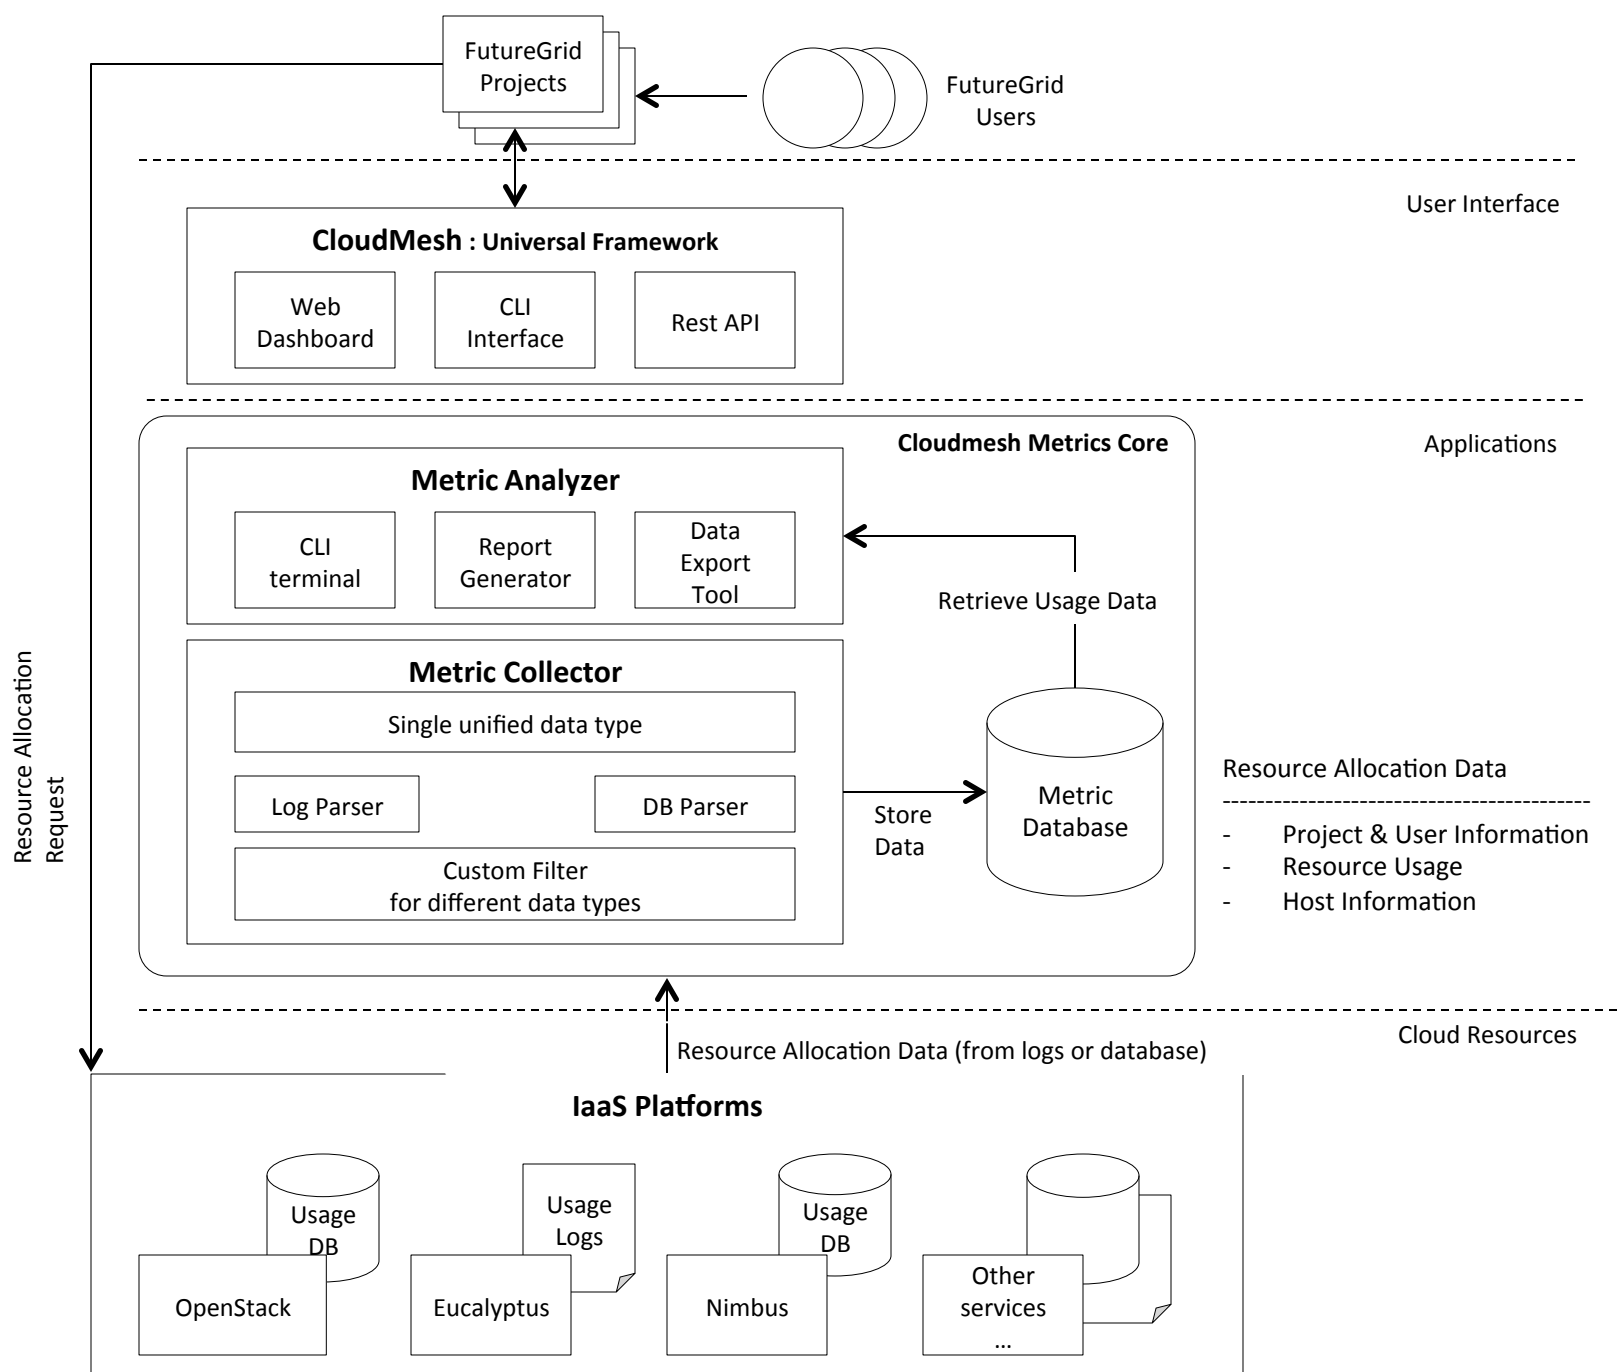 FutureGrid
Projects
FutureGrid
Users
User Interface
CloudMesh : Universal Framework
Web
Dashboard
CLI
Interface
Rest API
Applications
Cloudmesh Metrics Core
Metric Analyzer
CLI
terminal
Report
Generator
Data
Export
Tool
Retrieve Usage Data
Metric Collector
Single unified data type
Log Parser
DB Parser
Custom Filter
for different data types
Store
Data
Metric
Database
Resource Allocation Data
-------------------------------------------
- Project & User Information
- Resource Usage
- Host Information
Resource Allocation
Request
Cloud Resources
Resource Allocation Data (from logs or database)
IaaS Platforms
Usage
DB
OpenStack
Usage
Logs
Eucalyptus
Usage
DB
Nimbus
Other
services
...